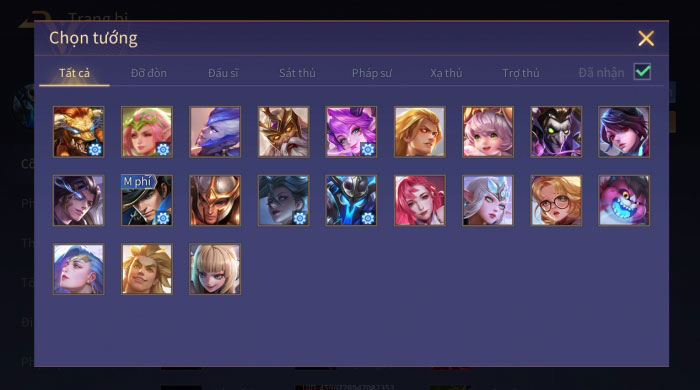 Trang bị
Chọn tướng
Tất cả Đỡ đòn Đấu sĩ Sát thủ Pháp sư Xạ thủ Trợ thủ Đã nhận
M phí